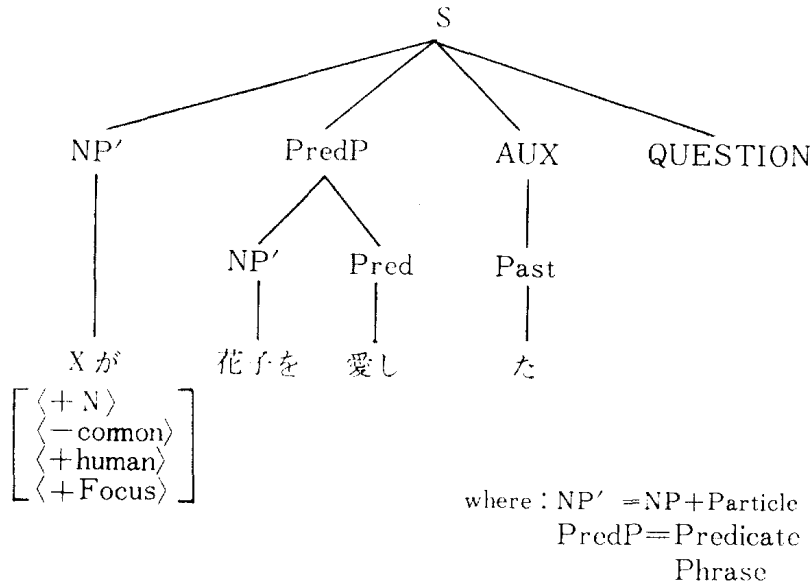 S
NP′ PredP AUX QUESTION
NP′ Pred Past
Xが 花子を 愛し た
〈+N〉
〈−common〉
〈+human〉
〈+Focus〉
where : NP′ =NP+Particle
PredP=Predicate
Phrase